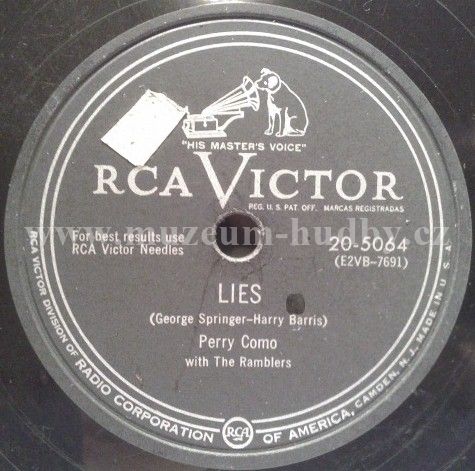 "HIS MASTER'S VOICE"
RCA VICTOR
REG. U. S. PAT. OFF. MARCAS REGISTRADAS
www.muzeum-hudby.cz
For best results use
RCA Victor Needles
20-5064
(E2VB-7691)
LIES
(George Springer-Harry Barris)
Perry Como
with The Ramblers
RCA VICTOR DIVISION OF RADIO CORPORATION OF AMERICA, CAMDEN, N. J. MADE IN U. S. A.
RCA